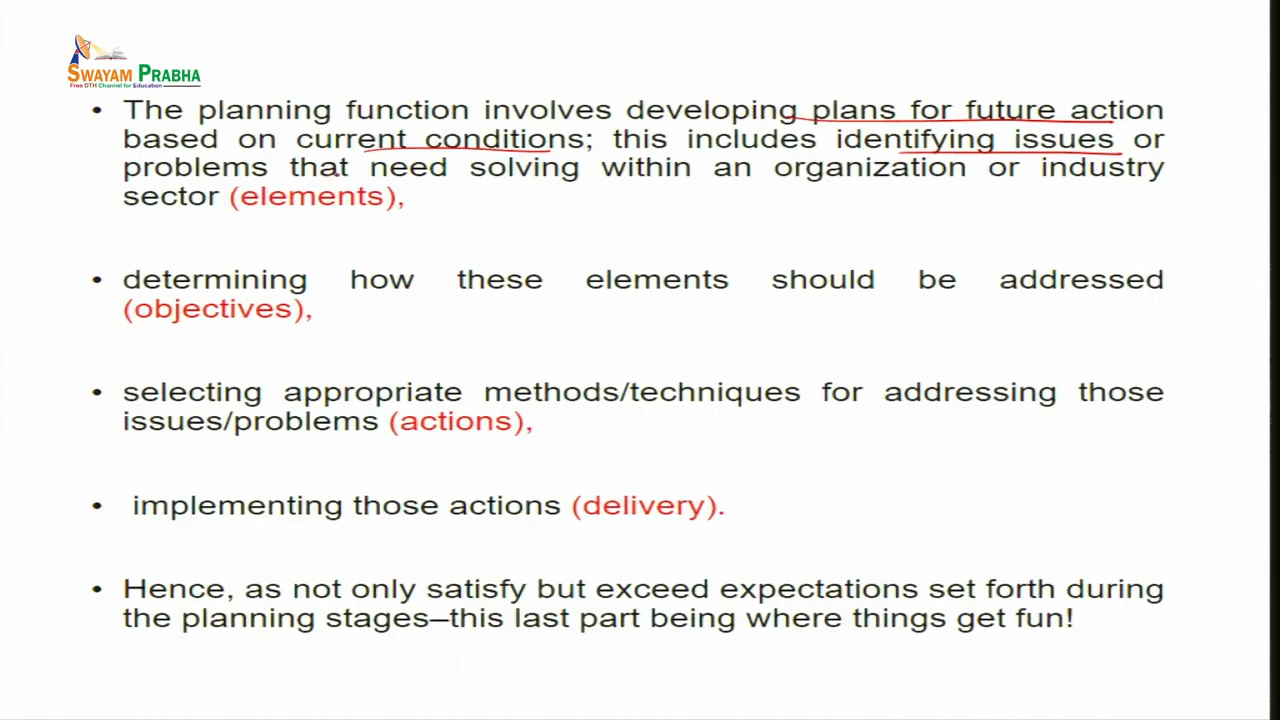 SWAYAM PRABHA
Free DTH Channel for Education
• The planning function involves developing plans for future action
based on current conditions; this includes identifying issues or
problems that need solving within an organization or industry
sector (elements),
• determining how these elements should be addressed
(objectives),
• selecting appropriate methods/techniques for addressing those
issues/problems (actions),
• implementing those actions (delivery).
• Hence, as not only satisfy but exceed expectations set forth during
the planning stages–this last part being where things get fun!